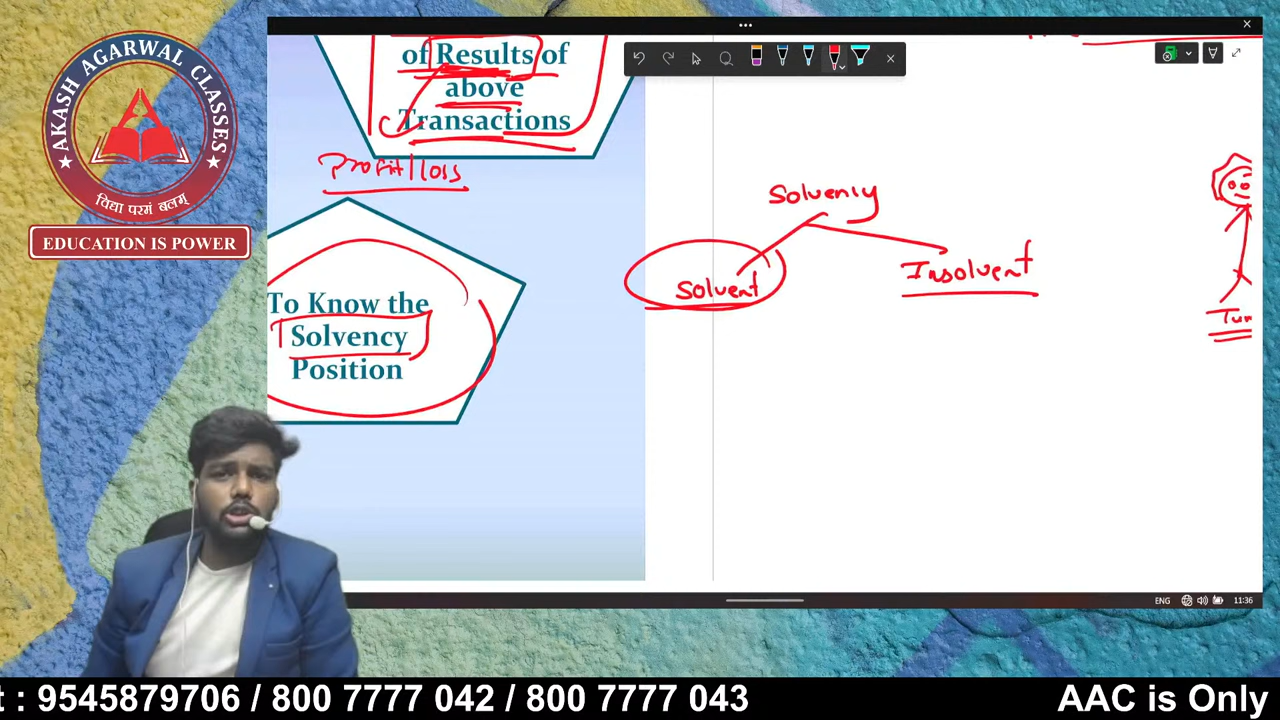 AKASH AGARWAL CLASSES
विद्या परमं बलम्
EDUCATION IS POWER
of Results of
above
Transactions
Profit/loss
To Know the
Solvency
Position
Solvency
Solvent
Insolvent
ENG
11:36
: 9545879706 / 800 7777 042 / 800 7777 043
AAC is Only